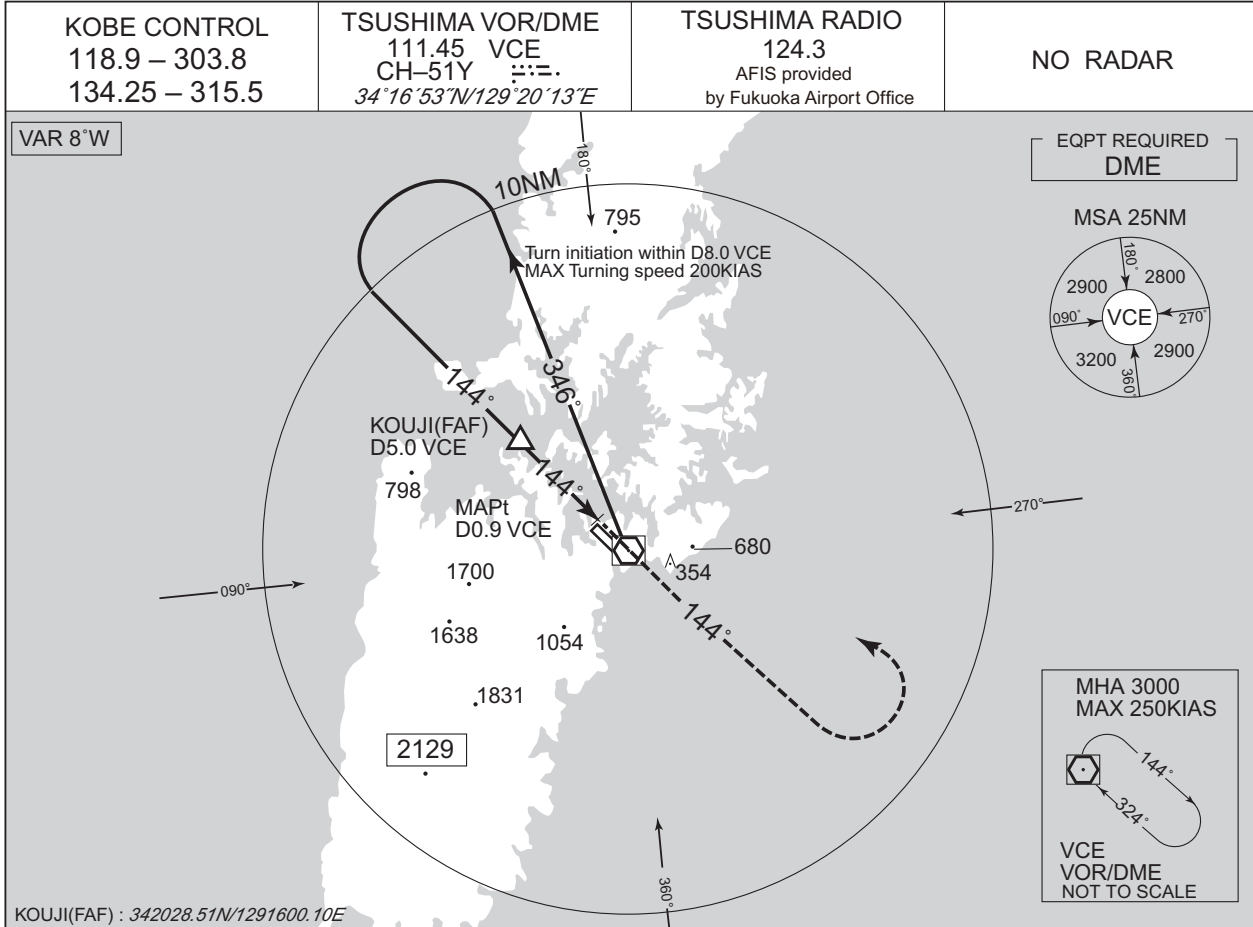 KOBE CONTROL
118.9 – 303.8
134.25 – 315.5
TSUSHIMA VOR/DME
111.45 VCE
CH–51Y
34°16´53˝N/129°20´13˝E
TSUSHIMA RADIO
124.3
AFIS provided
by Fukuoka Airport Office
NO RADAR
VAR 8°W
EQPT REQUIRED
DME
MSA 25NM
180°
2900
2800
090°
VCE
270°
3200
2900
360°
180°
10NM
795
Turn initiation within D8.0 VCE
MAX Turning speed 200KIAS
144°
346°
KOUJI(FAF)
D5.0 VCE
144°
798
MAPt
D0.9 VCE
270°
680
354
1700
090°
144°
1638
1054
1831
2129
360°
MHA 3000
MAX 250KIAS
144°
324°
VCE
VOR/DME
NOT TO SCALE
KOUJI(FAF) : 342028.51N/1291600.10E